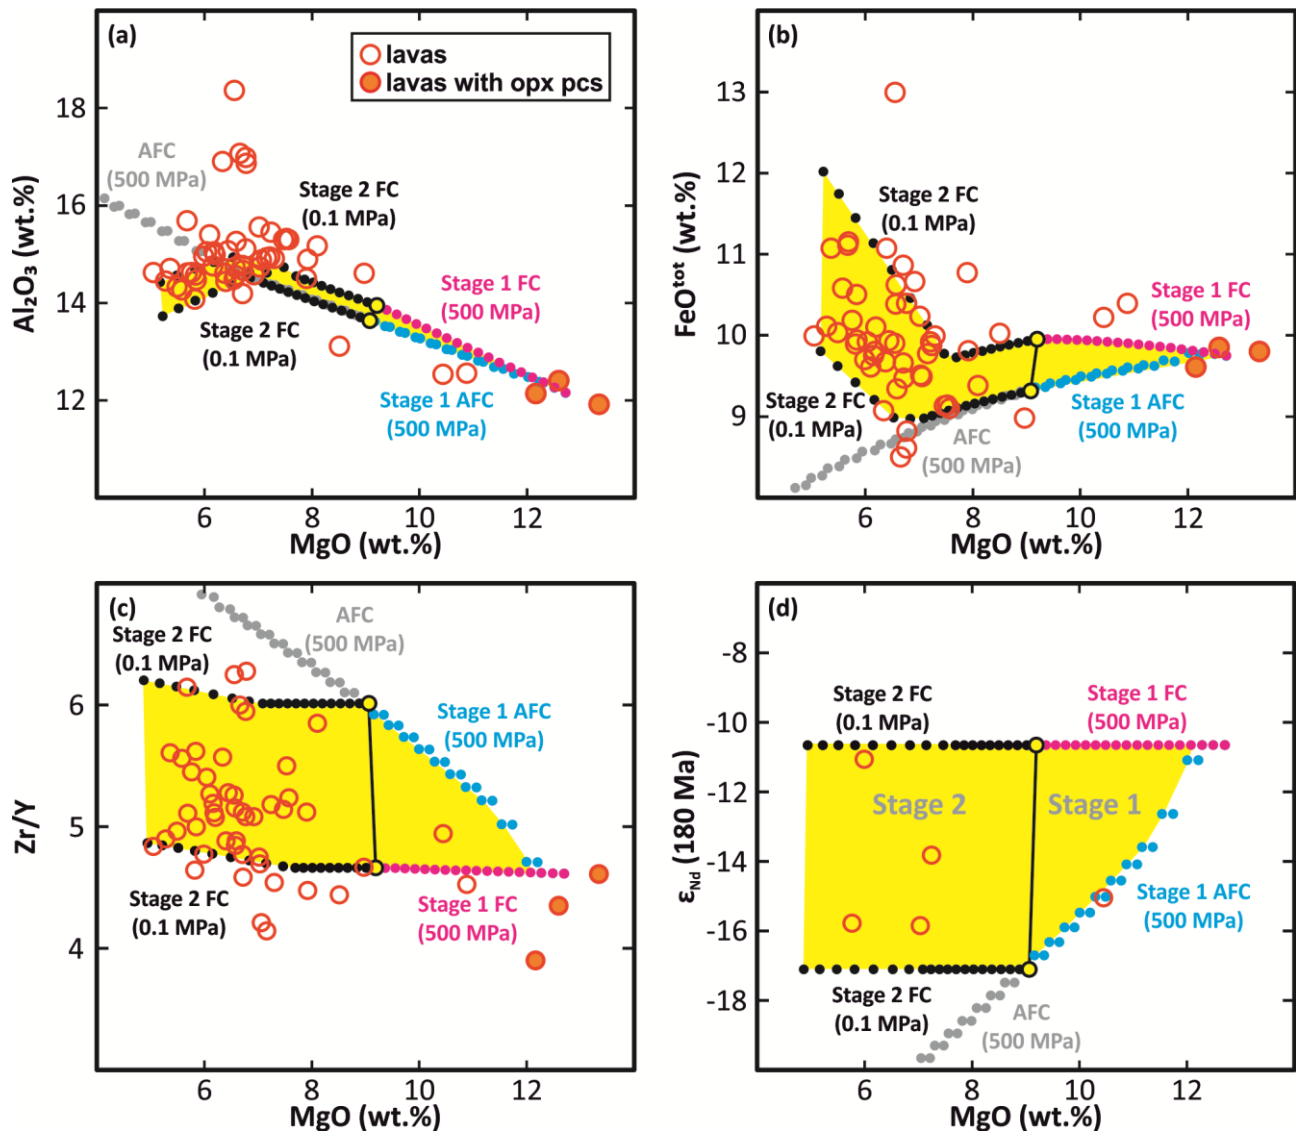 (a)
lavas
lavas with opx pcs
18
16
14
12
Al₂O₃ (wt.%)
AFC
(500 MPa)
Stage 2 FC
(0.1 MPa)
Stage 1 FC
(500 MPa)
Stage 2 FC
(0.1 MPa)
Stage 1 AFC
(500 MPa)
6 8 10 12
MgO (wt.%)
(b)
13
12
11
10
9
FeOᵗᵒᵗ (wt.%)
Stage 2 FC
(0.1 MPa)
Stage 1 FC
(500 MPa)
Stage 2 FC
(0.1 MPa)
AFC
(500 MPa)
Stage 1 AFC
(500 MPa)
6 8 10 12
MgO (wt.%)
(c)
6
5
4
Zr/Y
AFC
(500 MPa)
Stage 2 FC
(0.1 MPa)
Stage 1 AFC
(500 MPa)
Stage 2 FC
(0.1 MPa)
Stage 1 FC
(500 MPa)
6 8 10 12
MgO (wt.%)
(d)
-8
-10
-12
-14
-16
-18
εNd (180 Ma)
Stage 2 FC
(0.1 MPa)
Stage 1 FC
(500 MPa)
Stage 2
Stage 1
Stage 1 AFC
(500 MPa)
Stage 2 FC
(0.1 MPa)
AFC
(500 MPa)
6 8 10 12
MgO (wt.%)